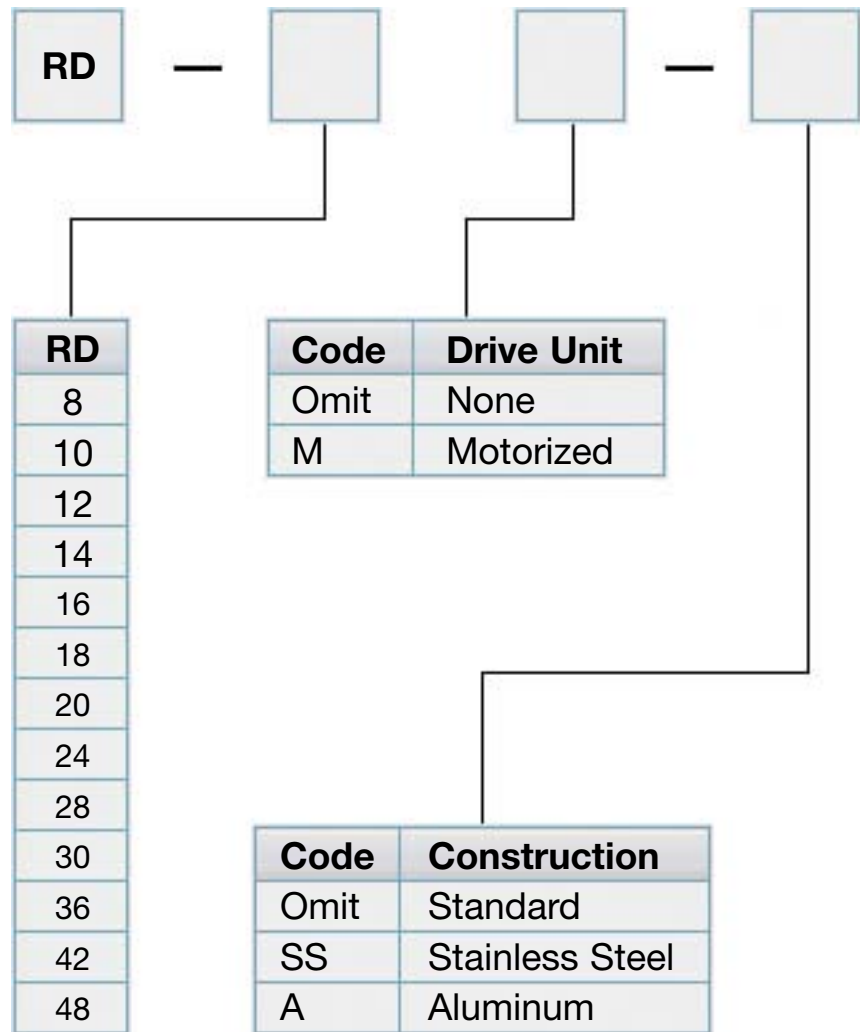 RD — —
RD
8
10
12
14
16
18
20
24
28
30
36
42
48
Code Drive Unit
Omit None
M Motorized
Code Construction
Omit Standard
SS Stainless Steel
A Aluminum